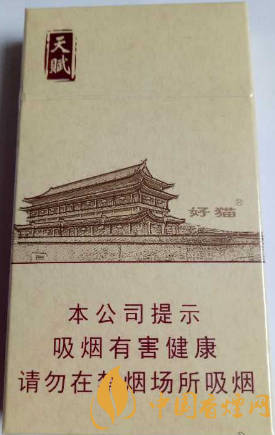 天赋
好猫®
本公司提示
吸烟有害健康
请勿在禁烟场所吸烟
中国香烟网